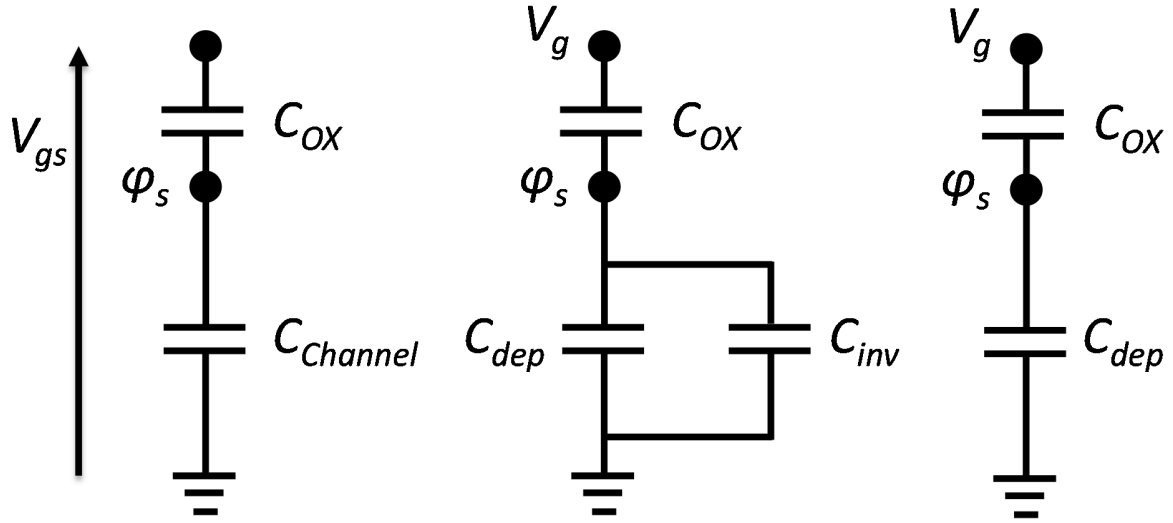 V_gs
C_OX
φ_s
C_Channel
V_g
C_OX
φ_s
C_dep
C_inv
V_g
C_OX
φ_s
C_dep